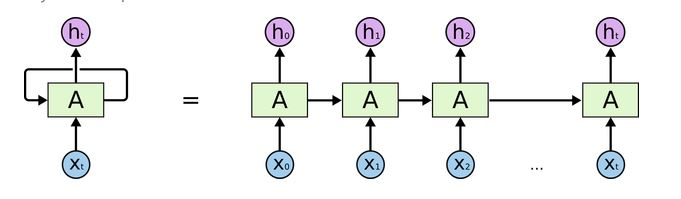 hₜ h₀ h₁ h₂ hₜ
A = A A A A
xₜ x₀ x₁ x₂ ... xₜ